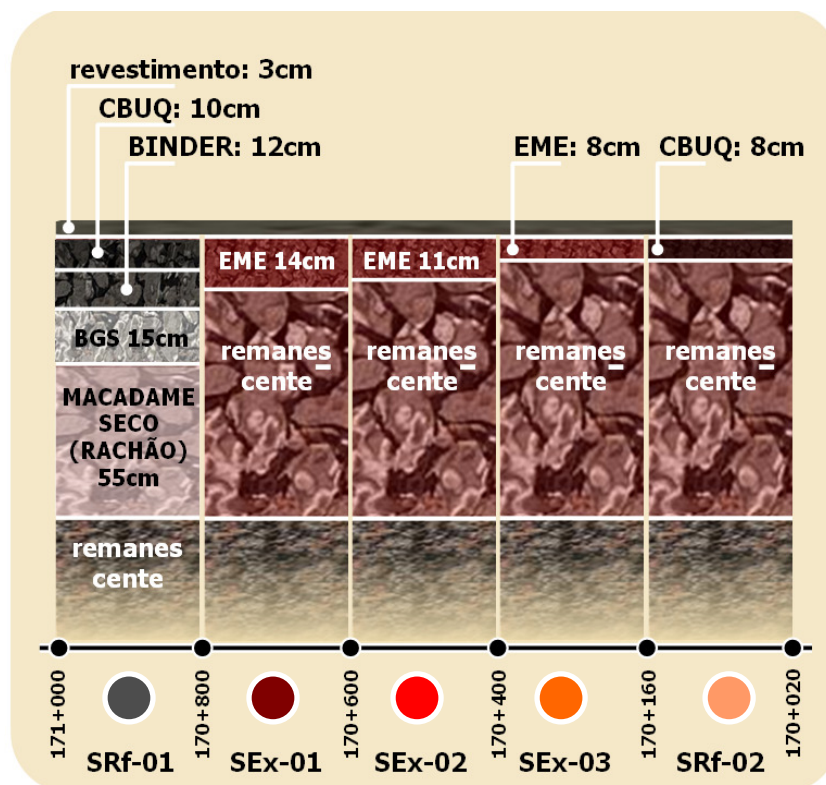 revestimento: 3cm
CBUQ: 10cm
BINDER: 12cm
EME: 8cm
CBUQ: 8cm
EME 14cm
EME 11cm
BGS 15cm
MACADAME
SECO
(RACHÃO)
55cm
remanes
cente
remanes-
cente
remanes-
cente
remanes-
cente
remanes-
cente
171+000
170+800
170+600
170+400
170+160
170+020
SRf-01
SEx-01
SEx-02
SEx-03
SRf-02